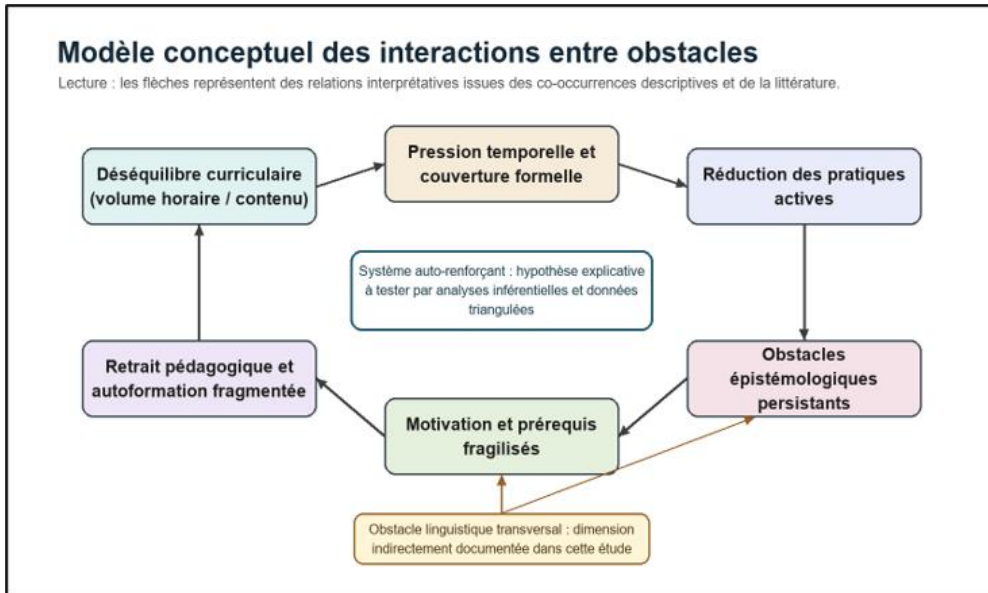 Modèle conceptuel des interactions entre obstacles
Lecture : les flèches représentent des relations interprétatives issues des co-occurrences descriptives et de la littérature.
Déséquilibre curriculaire
(volume horaire / contenu)
Pression temporelle et
couverture formelle
Réduction des pratiques
actives
Système auto-renforçant : hypothèse explicative
à tester par analyses inférentielles et données
triangulées
Retrait pédagogique et
autoformation fragmentée
Motivation et prérequis
fragilisés
Obstacles
épistémologiques
persistants
Obstacle linguistique transversal : dimension
indirectement documentée dans cette étude